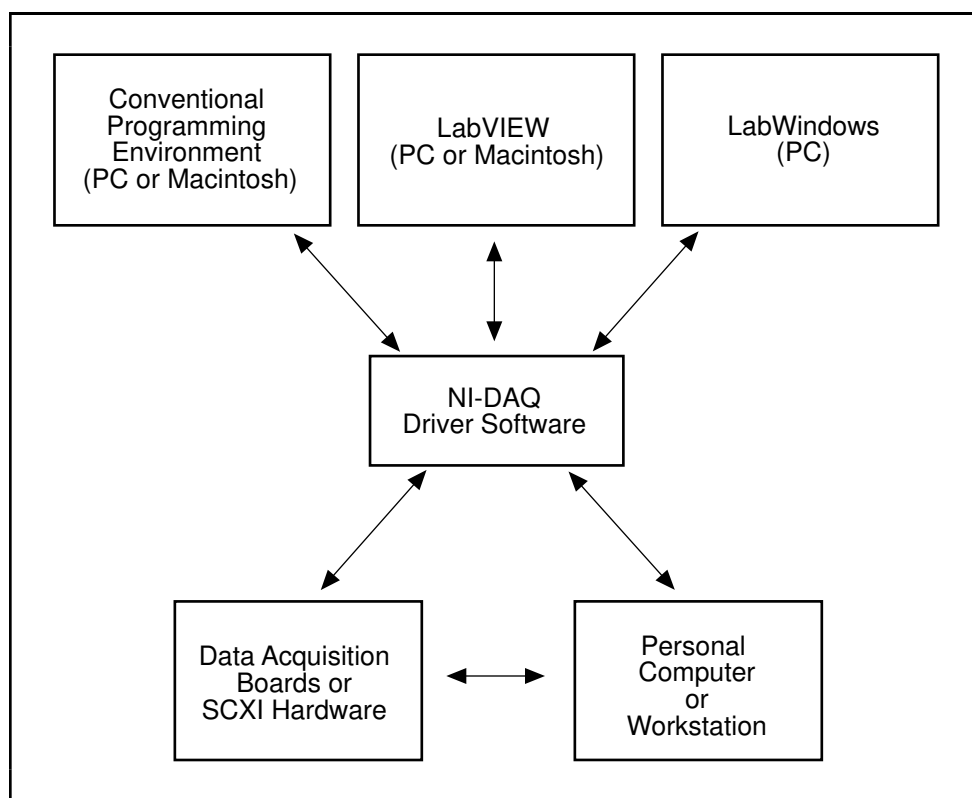 Conventional
Programming
Environment
(PC or Macintosh)
LabVIEW
(PC or Macintosh)
LabWindows
(PC)
NI-DAQ
Driver Software
Data Acquisition
Boards or
SCXI Hardware
Personal
Computer
or
Workstation